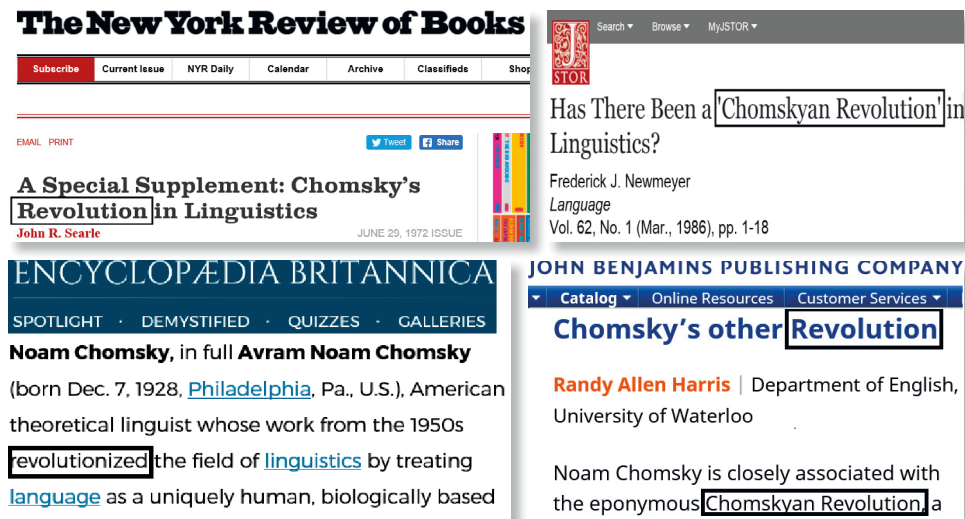 The New York Review of Books
Subscribe Current Issue NYR Daily Calendar Archive Classifieds Shop
EMAIL PRINT
Tweet Share
A Special Supplement: Chomsky's
Revolution in Linguistics
John R. Searle JUNE 29, 1972 ISSUE
JSTOR
Search Browse MyJSTOR
Has There Been a 'Chomskyan Revolution' in
Linguistics?
Frederick J. Newmeyer
Language
Vol. 62, No. 1 (Mar., 1986), pp. 1-18
ENCYCLOPÆDIA BRITANNICA
SPOTLIGHT · DEMYSTIFIED · QUIZZES · GALLERIES
Noam Chomsky, in full Avram Noam Chomsky
(born Dec. 7, 1928, Philadelphia, Pa., U.S.), American
theoretical linguist whose work from the 1950s
revolutionized the field of linguistics by treating
language as a uniquely human, biologically based
JOHN BENJAMINS PUBLISHING COMPANY
Catalog Online Resources Customer Services
Chomsky's other Revolution
Randy Allen Harris | Department of English,
University of Waterloo
Noam Chomsky is closely associated with
the eponymous Chomskyan Revolution, a